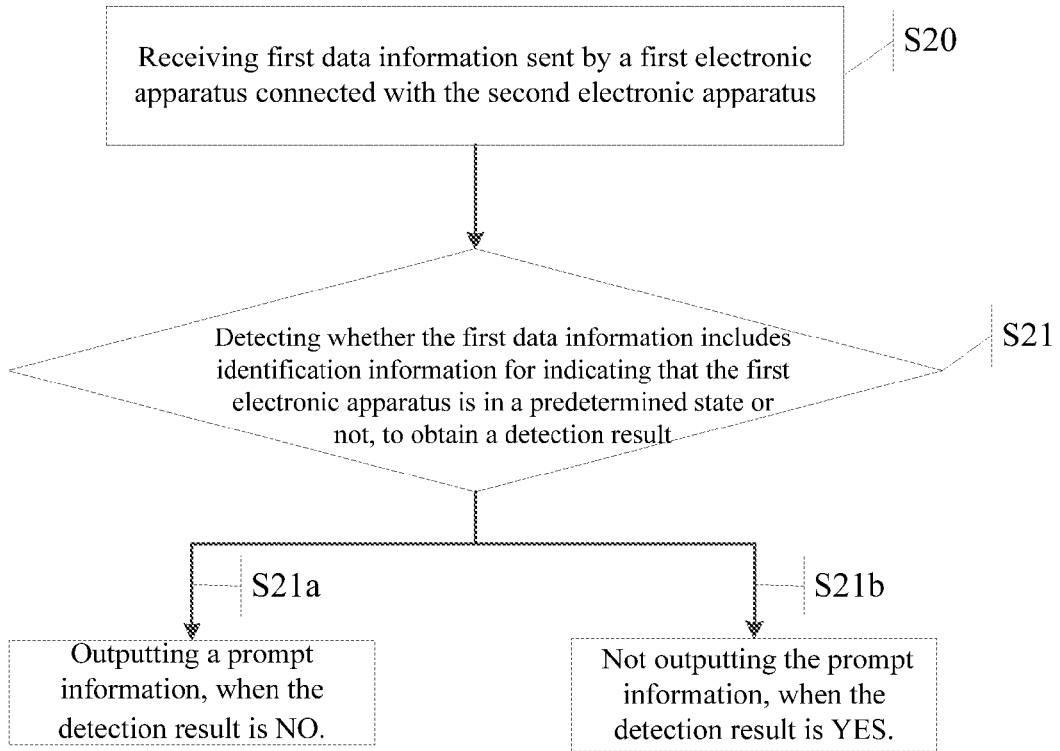 Receiving first data information sent by a first electronic
apparatus connected with the second electronic apparatus
S20
Detecting whether the first data information includes
identification information for indicating that the first
electronic apparatus is in a predetermined state or
not, to obtain a detection result
S21
S21a
S21b
Outputting a prompt
information, when the
detection result is NO.
Not outputting the prompt
information, when the
detection result is YES.